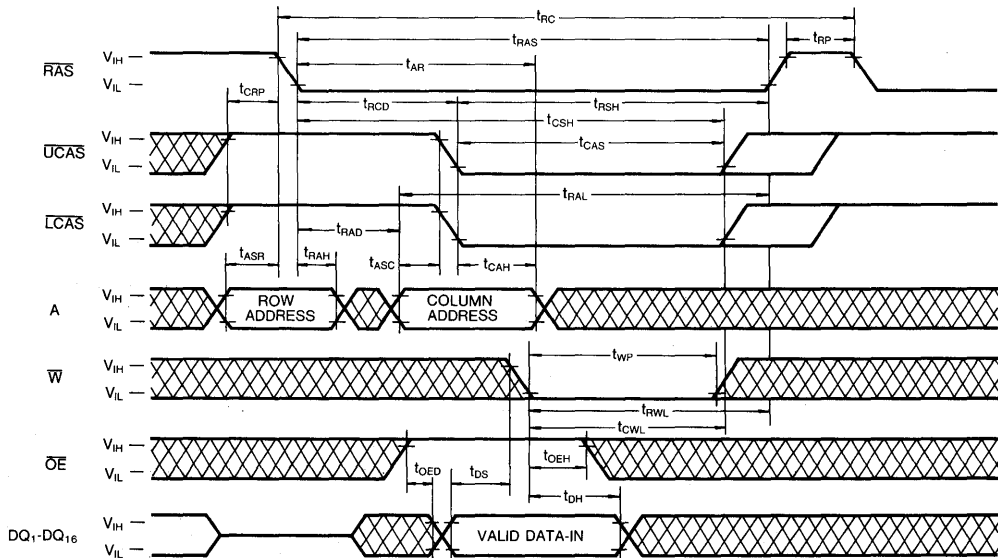 tRC
tRAS
tRP
tAR
RAS
VIH
VIL
tCRP
tRCD
tRSH
tCSH
UCAS
VIH
VIL
tCAS
tRAL
LCAS
VIH
VIL
tRAD
tASR
tRAH
tASC
tCAH
A
VIH
VIL
ROW
ADDRESS
COLUMN
ADDRESS
W
VIH
VIL
tWP
tRWL
tCWL
OE
VIH
VIL
tOED
tDS
tOEH
tDH
DQ1-DQ16
VIH
VIL
VALID DATA-IN